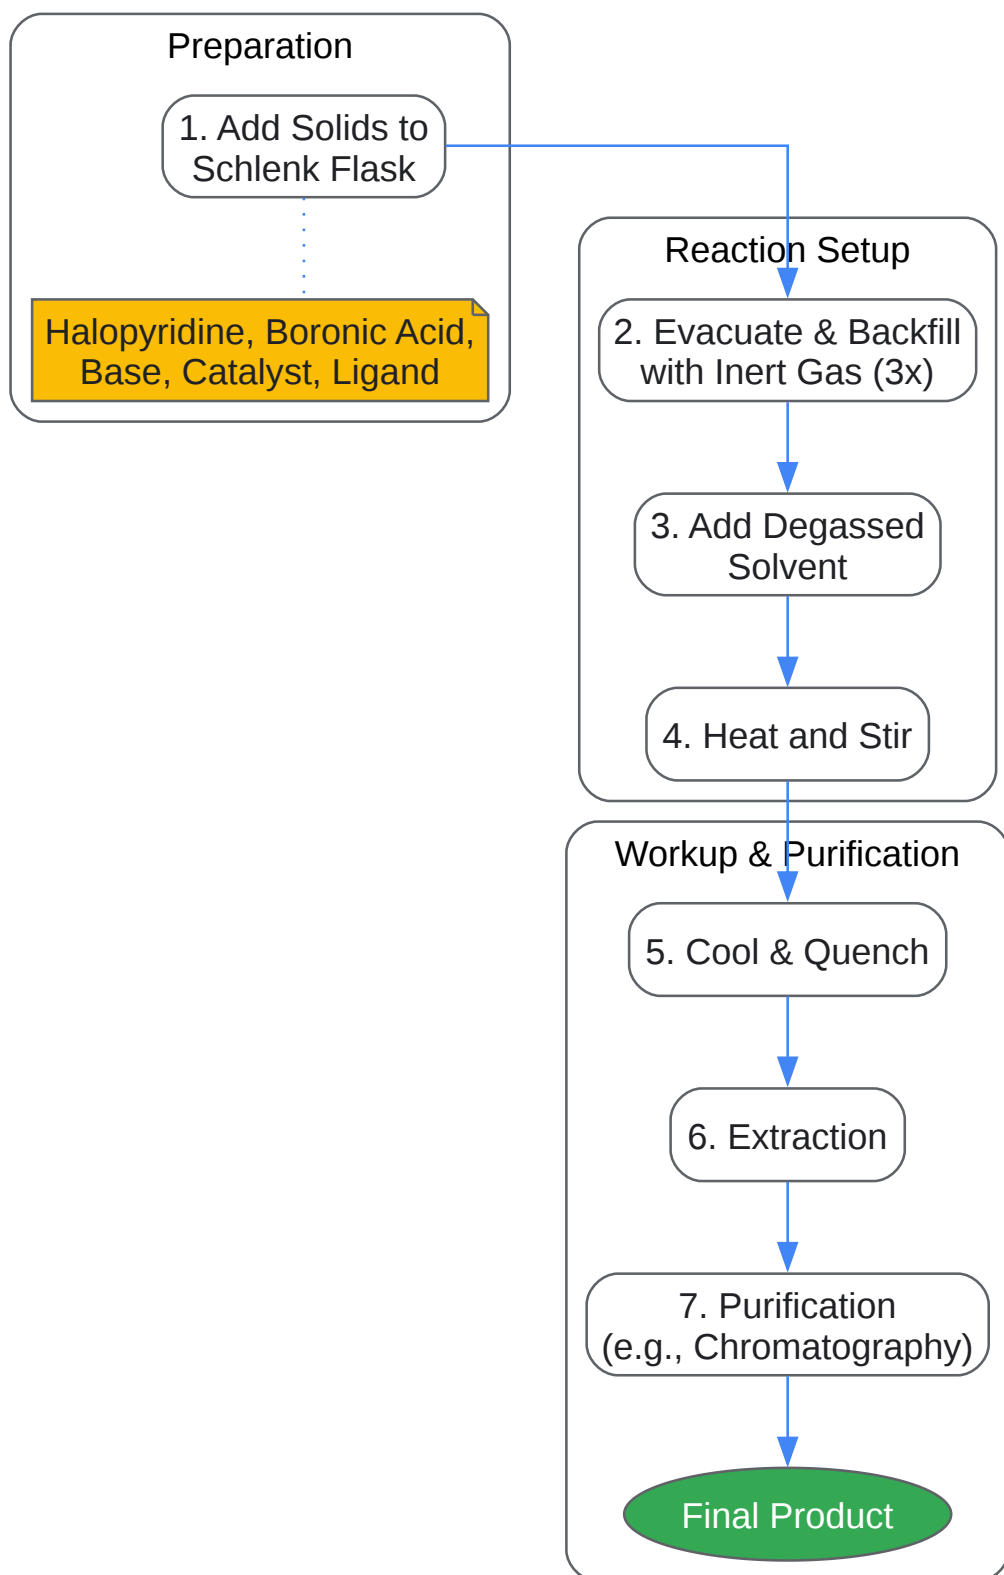 Preparation
1. Add Solids to
Schlenk Flask
Halopyridine, Boronic Acid,
Base, Catalyst, Ligand
Reaction Setup
2. Evacuate & Backfill
with Inert Gas (3x)
3. Add Degassed
Solvent
4. Heat and Stir
Workup & Purification
5. Cool & Quench
6. Extraction
7. Purification
(e.g., Chromatography)
Final Product